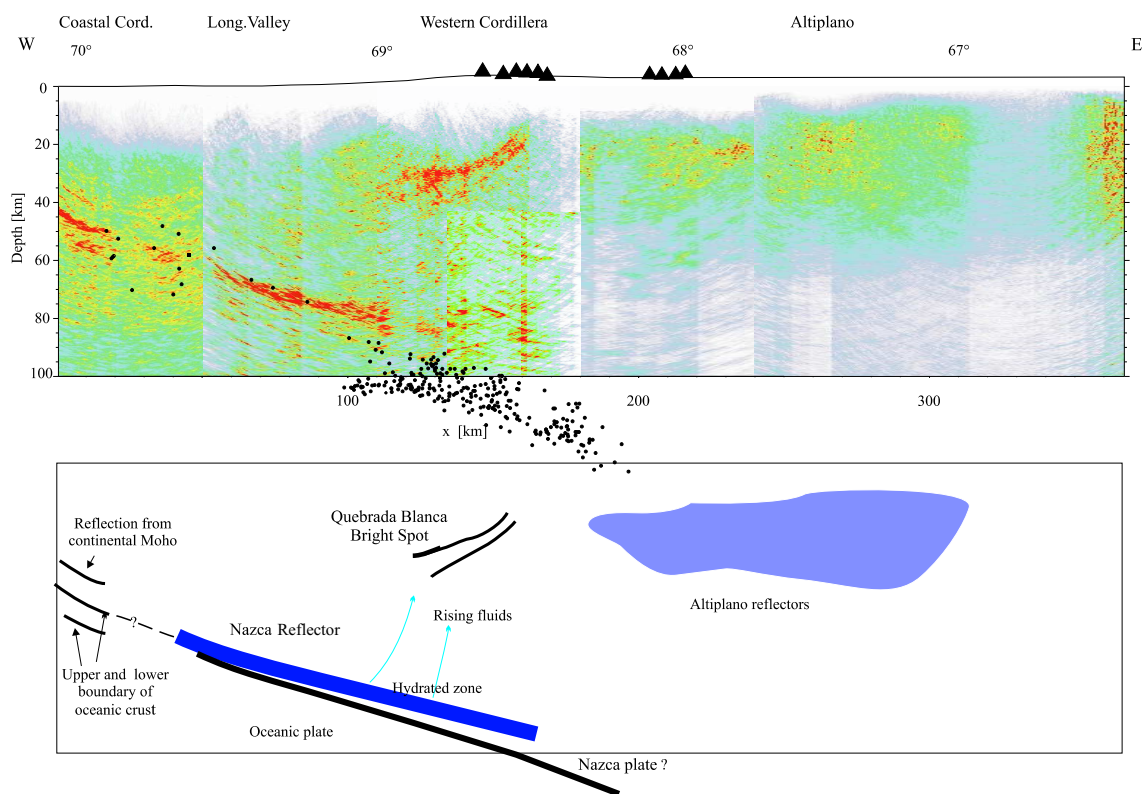 Coastal Cord. Long.Valley Western Cordillera Altiplano
W 70° 69° 68° 67° E
0
20
40
60
80
100
Depth [km]
100 200 300
x [km]
Reflection from
continental Moho
Quebrada Blanca
Bright Spot
Altiplano reflectors
?
Nazca Reflector
Rising fluids
Upper and lower
boundary of
oceanic crust
Hydrated zone
Oceanic plate
Nazca plate ?